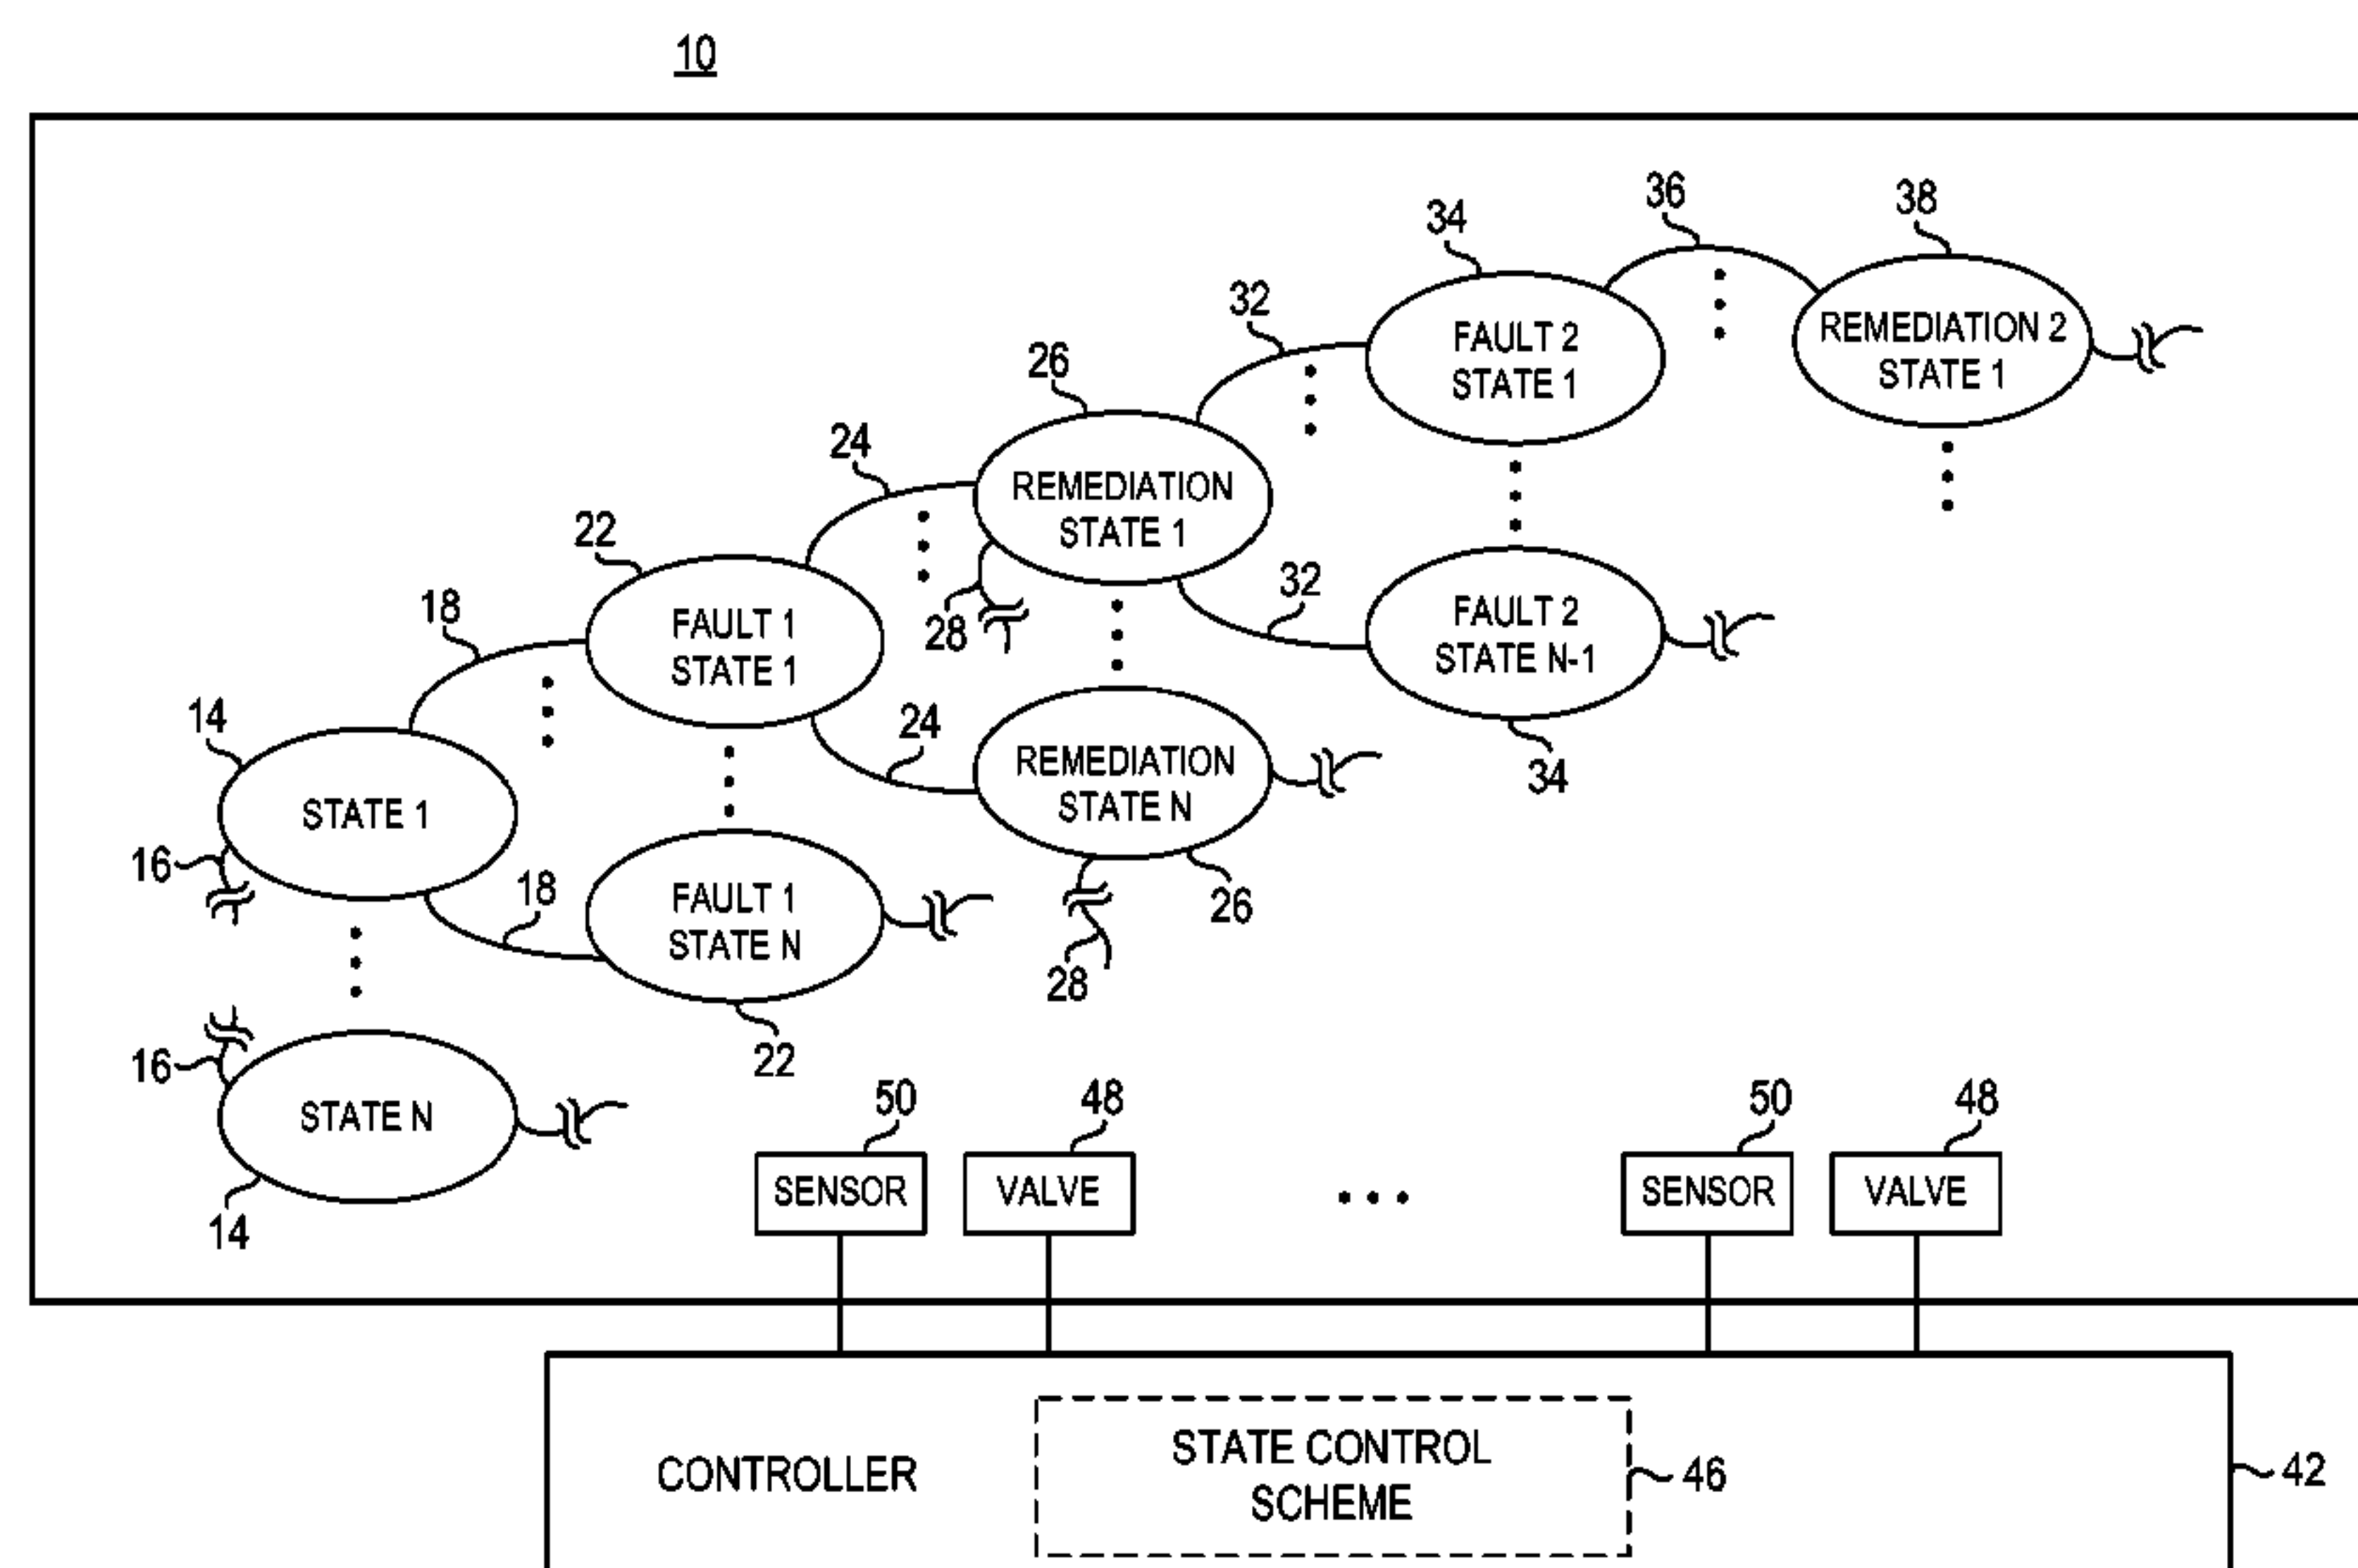 10
36
38
34
32
REMEDIATION 2
STATE 1
FAULT 2
STATE 1
26
24
REMEDIATION
STATE 1
22
32
28
FAULT 2
STATE N-1
18
FAULT 1
STATE 1
14
24
34
REMEDIATION
STATE N
STATE 1
16
18
26
FAULT 1
STATE N
28
16
22
STATE N
14
50
48
50
48
SENSOR
VALVE
SENSOR
VALVE
CONTROLLER
STATE CONTROL
SCHEME
46
42